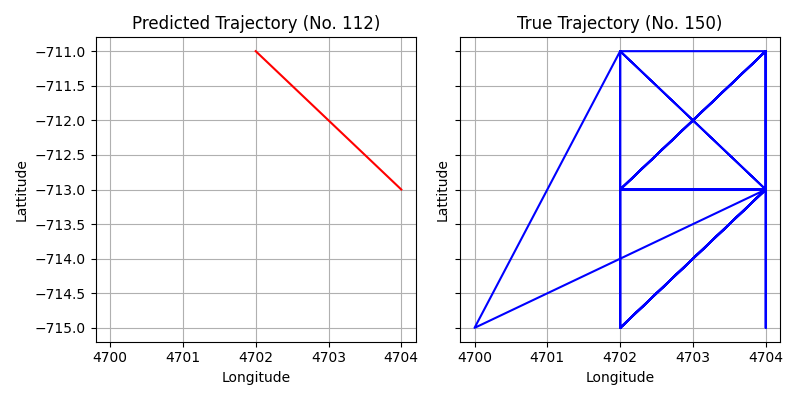 Predicted Trajectory (No. 112)
True Trajectory (No. 150)
−711.0
−711.5
−712.0
−712.5
−713.0
−713.5
−714.0
−714.5
−715.0
Lattitude
Lattitude
4700 4701 4702 4703 4704
4700 4701 4702 4703 4704
Longitude
Longitude